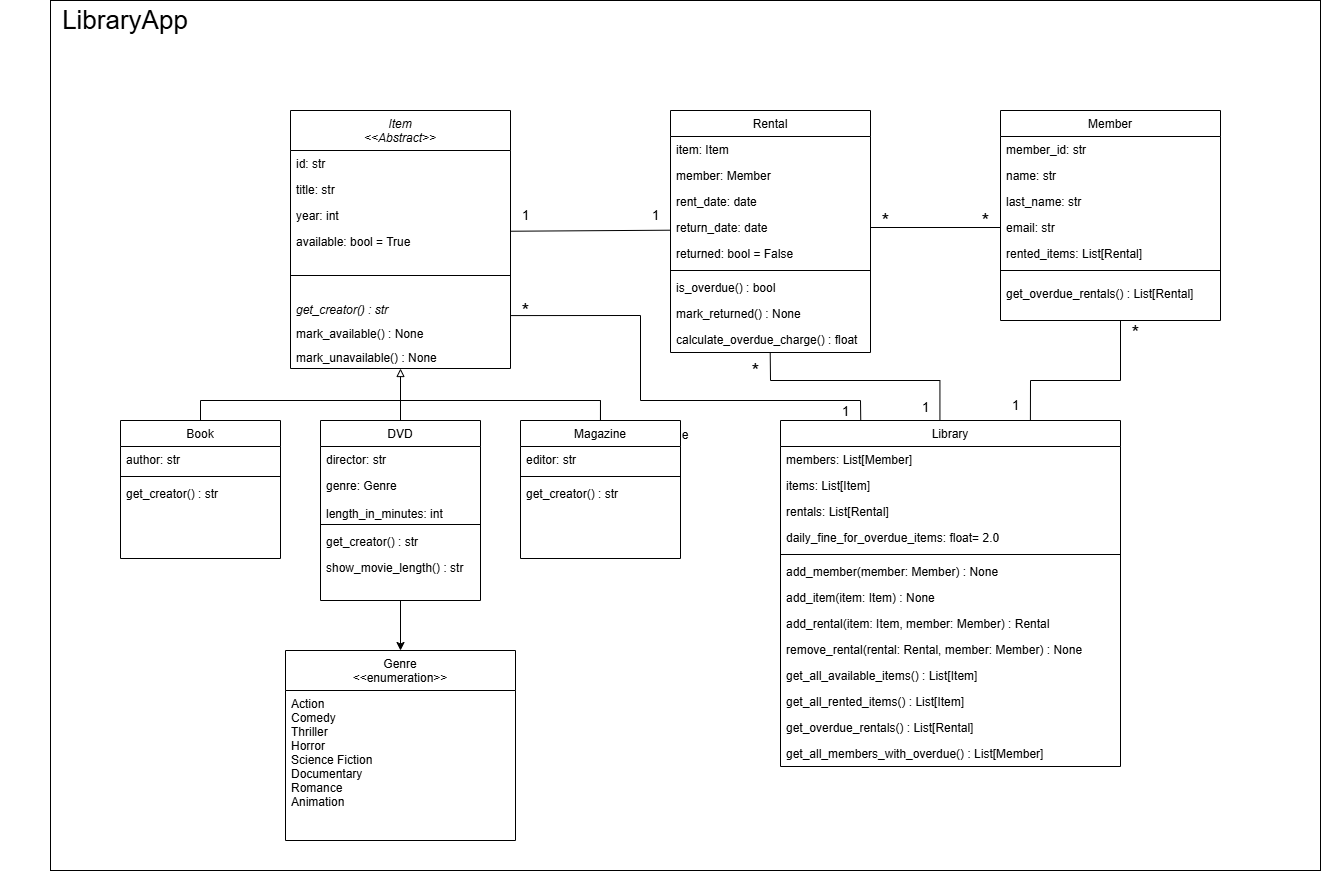 LibraryApp
Item
<<Abstract>>
id: str
title: str
year: int
available: bool = True
get_creator() : str
mark_available() : None
mark_unavailable() : None
1
1
Rental
item: Item
member: Member
rent_date: date
return_date: date
returned: bool = False
is_overdue() : bool
mark_returned() : None
calculate_overdue_charge() : float
*
*
Member
member_id: str
name: str
last_name: str
email: str
rented_items: List[Rental]
get_overdue_rentals() : List[Rental]
*
*
*
1
1
1
Book
author: str
get_creator() : str
DVD
director: str
genre: Genre
length_in_minutes: int
get_creator() : str
show_movie_length() : str
Magazine
editor: str
get_creator() : str
e
Library
members: List[Member]
items: List[Item]
rentals: List[Rental]
daily_fine_for_overdue_items: float= 2.0
add_member(member: Member) : None
add_item(item: Item) : None
add_rental(item: Item, member: Member) : Rental
remove_rental(rental: Rental, member: Member) : None
get_all_available_items() : List[Item]
get_all_rented_items() : List[Item]
get_overdue_rentals() : List[Rental]
get_all_members_with_overdue() : List[Member]
Genre
<<enumeration>>
Action
Comedy
Thriller
Horror
Science Fiction
Documentary
Romance
Animation